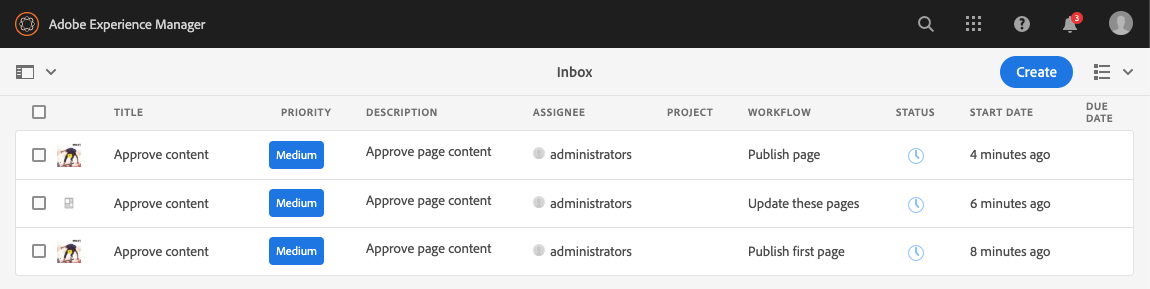 Adobe Experience Manager
3
Inbox
Create
TITLE PRIORITY DESCRIPTION ASSIGNEE PROJECT WORKFLOW STATUS START DATE DUE DATE
Approve content Medium Approve page content administrators Publish page 4 minutes ago
Approve content Medium Approve page content administrators Update these pages 6 minutes ago
Approve content Medium Approve page content administrators Publish first page 8 minutes ago